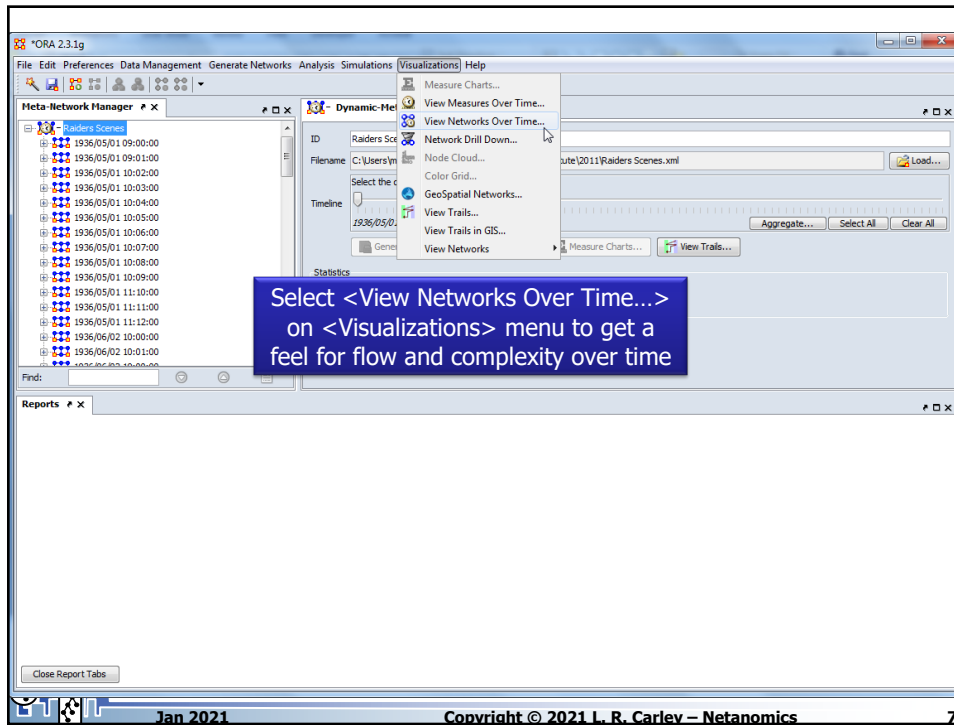 *ORA 2.3.1g
File Edit Preferences Data Management Generate Networks Analysis Simulations Visualizations Help
Meta-Network Manager
Raiders Scenes
1936/05/01 09:00:00
1936/05/01 09:01:00
1936/05/01 10:02:00
1936/05/01 10:03:00
1936/05/01 10:04:00
1936/05/01 10:05:00
1936/05/01 10:06:00
1936/05/01 10:07:00
1936/05/01 10:08:00
1936/05/01 10:09:00
1936/05/01 11:10:00
1936/05/01 11:11:00
1936/05/01 11:12:00
1936/06/02 10:00:00
1936/06/02 10:01:00
Find:
- Dynamic-Met
ID Raiders Sce
Filename C:\Users\m ute\2011\Raiders Scenes.xml Load...
Select the d
Timeline
1936/05/01 Aggregate... Select All Clear All
Gener Measure Charts... View Trails...
Statistics
Measure Charts...
View Measures Over Time...
View Networks Over Time...
Network Drill Down...
Node Cloud...
Color Grid...
GeoSpatial Networks...
View Trails...
View Trails in GIS...
View Networks
Select <View Networks Over Time...>
on <Visualizations> menu to get a
feel for flow and complexity over time
Reports
Close Report Tabs
Jan 2021 Copyright © 2021 L. R. Carley – Netanomics 7